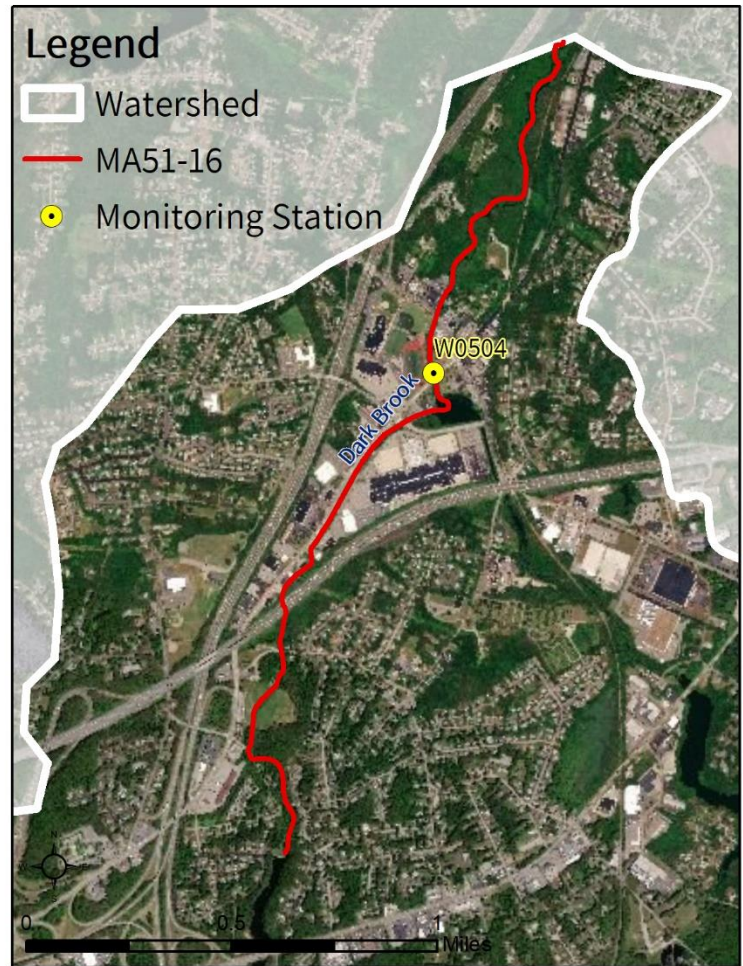 Legend
Watershed
MA51-16
Monitoring Station
W0504
Dark Brook
N
0
0.5
1
Miles